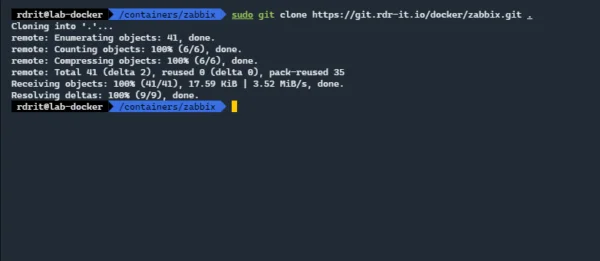 rdrit@lab-docker /containers/zabbix sudo git clone https://git.rdr-it.io/docker/zabbix.git .
Cloning into '.'...
remote: Enumerating objects: 41, done.
remote: Counting objects: 100% (6/6), done.
remote: Compressing objects: 100% (6/6), done.
remote: Total 41 (delta 2), reused 0 (delta 0), pack-reused 35
Receiving objects: 100% (41/41), 17.59 KiB | 3.52 MiB/s, done.
Resolving deltas: 100% (9/9), done.
rdrit@lab-docker /containers/zabbix